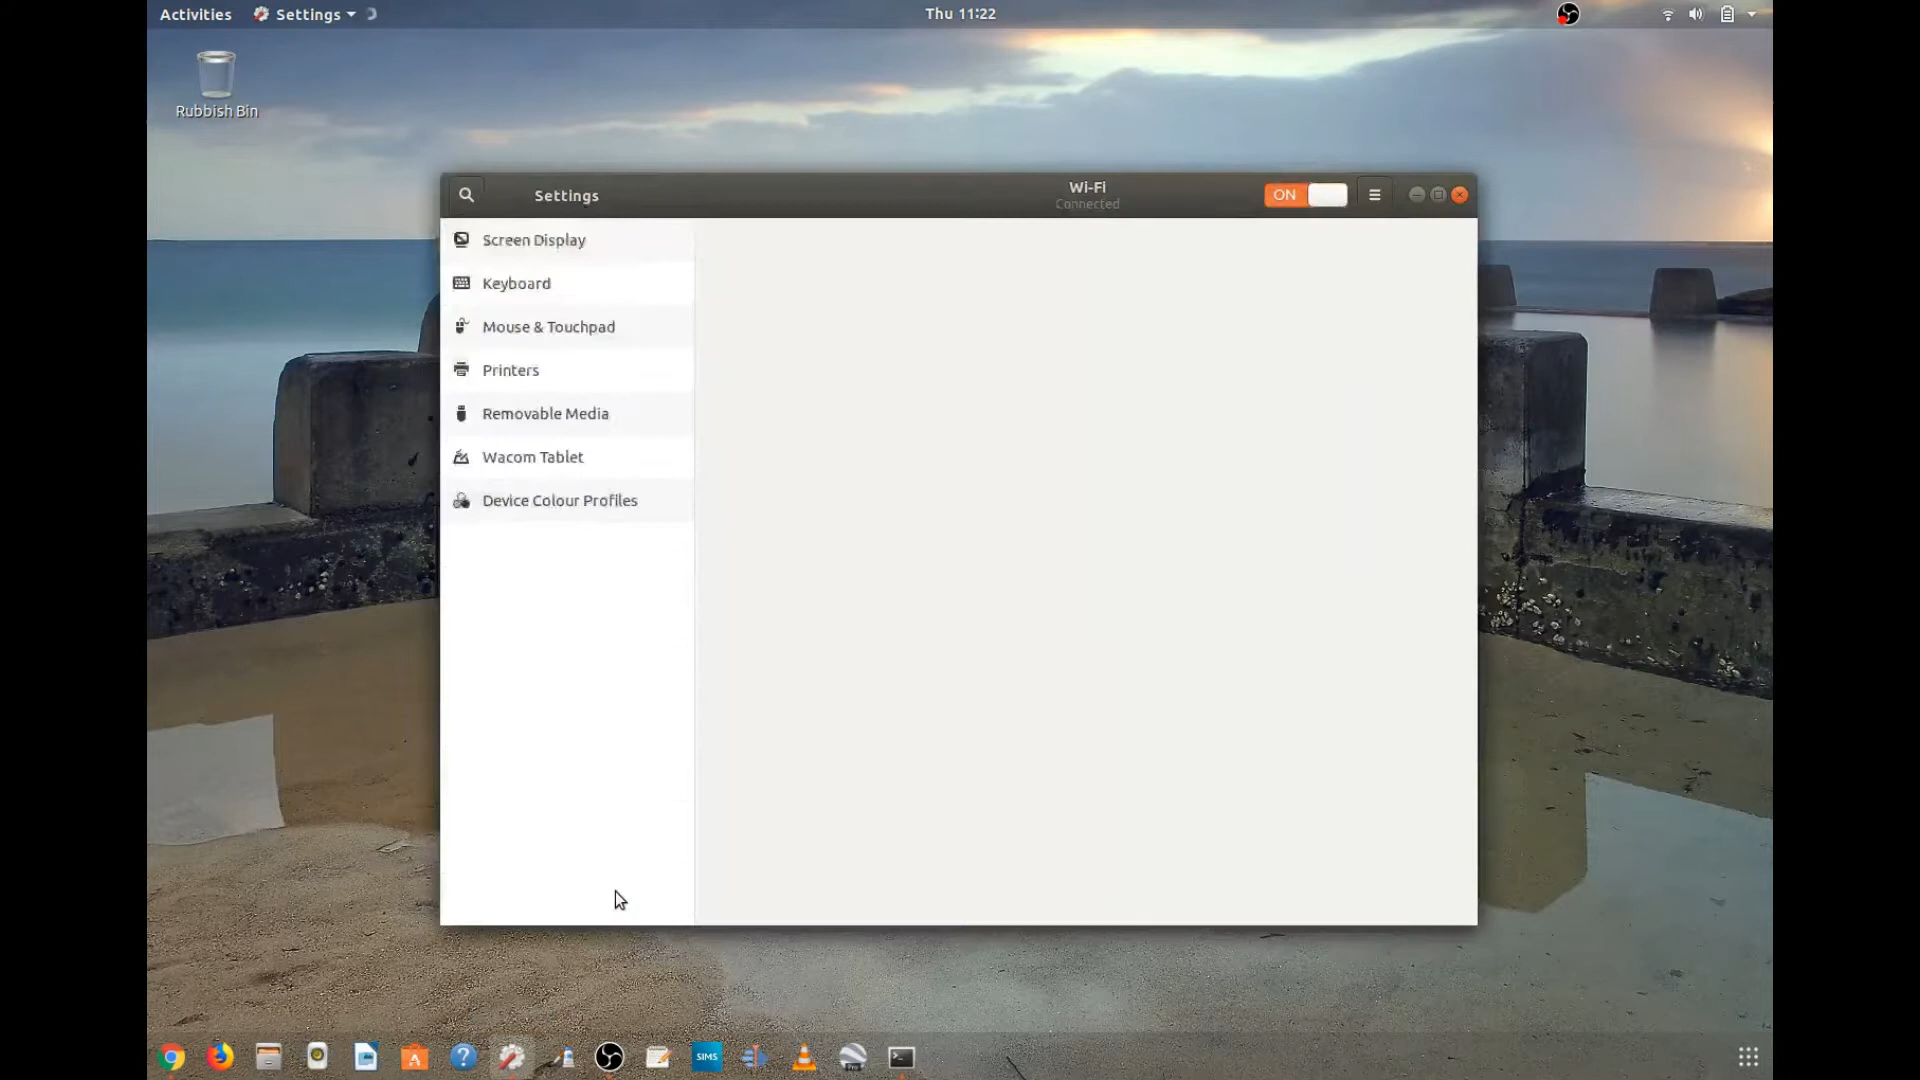 Activities
Settings
Thu 11:22
Rubbish Bin
Settings
Wi-Fi
Connected
ON
Screen Display
Keyboard
Mouse & Touchpad
Printers
Removable Media
Wacom Tablet
Device Colour Profiles
SIMS